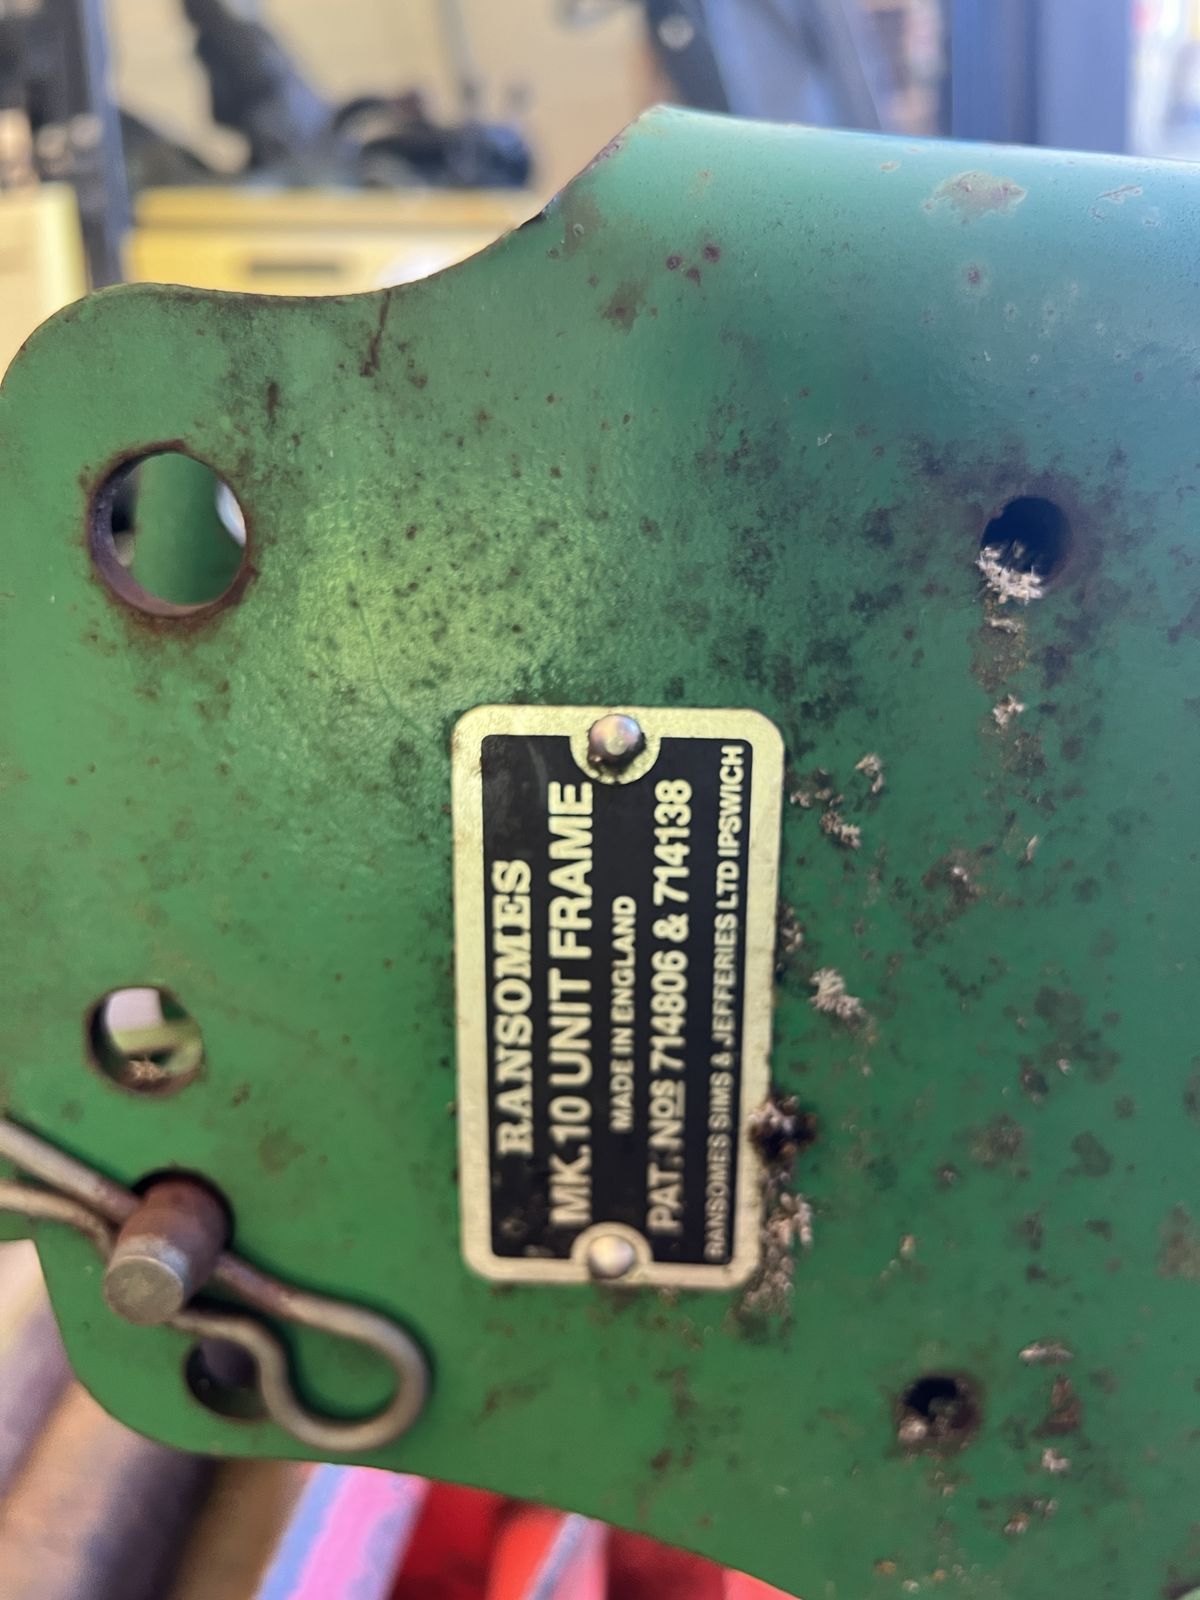 RANSOMES
MK.10 UNIT FRAME
MADE IN ENGLAND
PAT. NOS 714806 & 714138
RANSOMES SIMS & JEFFERIES LTD IPSWICH